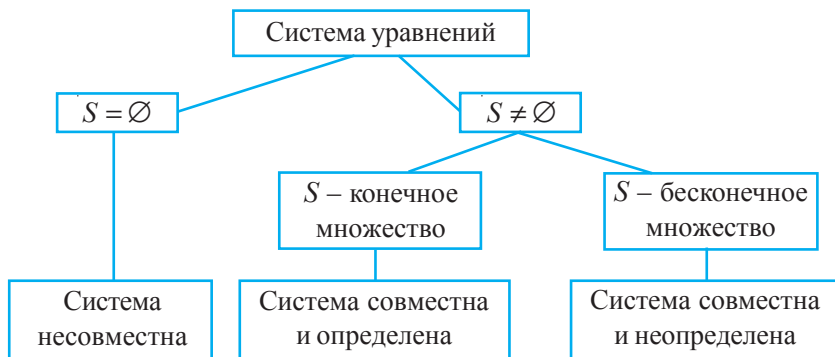 Система уравнений
S = ∅
S ≠ ∅
S – конечное
множество
S – бесконечное
множество
Система
несовместна
Система совместна
и определена
Система совместна
и неопределена